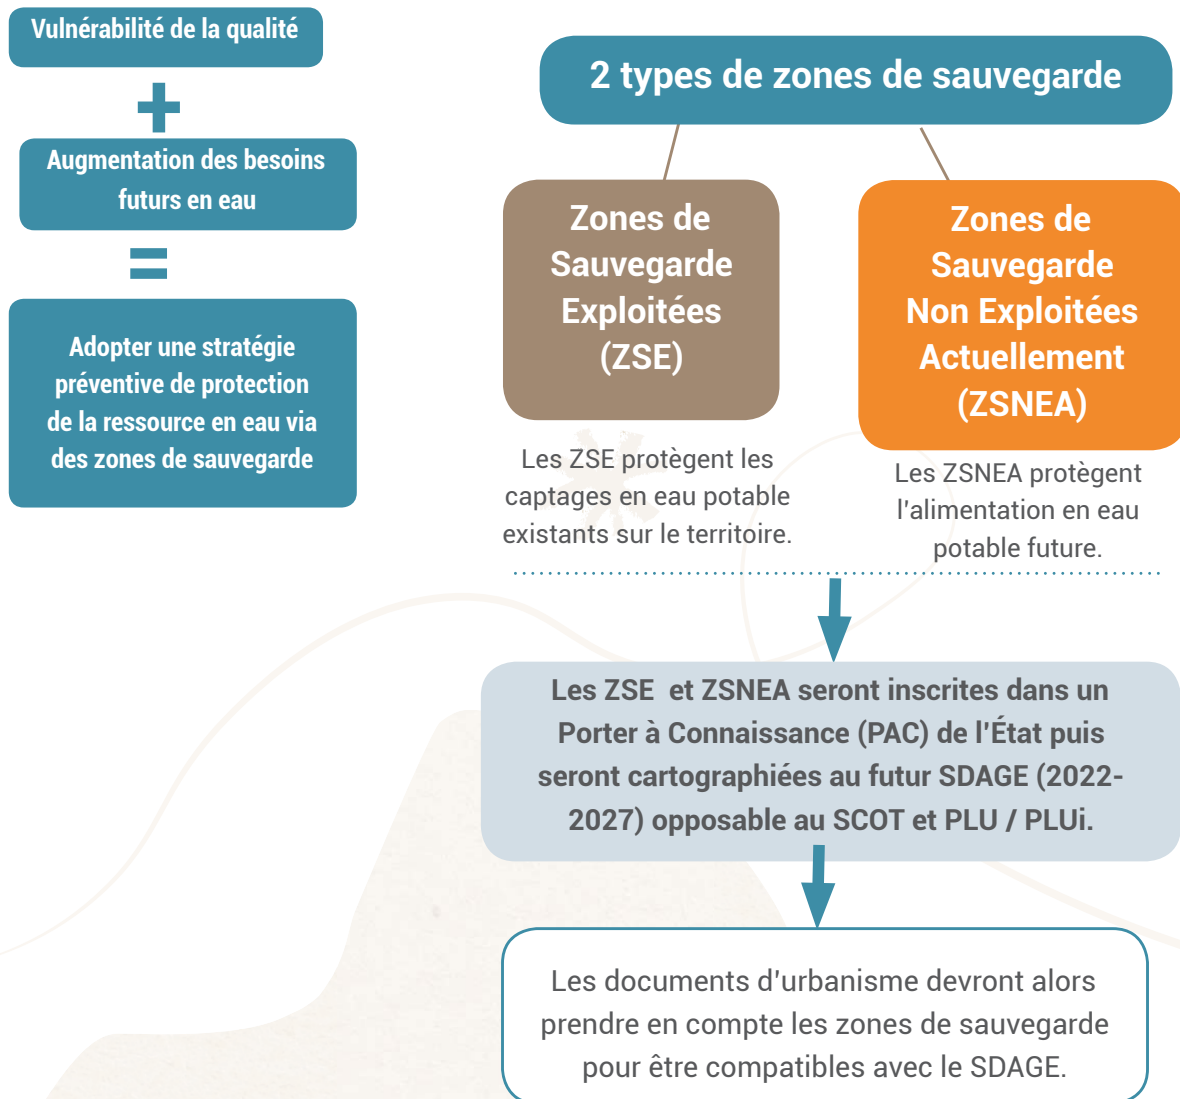 Vulnérabilité de la qualité
+
Augmentation des besoins
futurs en eau
=
Adopter une stratégie
préventive de protection
de la ressource en eau via
des zones de sauvegarde
2 types de zones de sauvegarde
Zones de
Sauvegarde
Exploitées
(ZSE)
Les ZSE protègent les
captages en eau potable
existants sur le territoire.
Zones de
Sauvegarde
Non Exploitées
Actuellement
(ZSNEA)
Les ZSNEA protègent
l'alimentation en eau
potable future.
Les ZSE et ZSNEA seront inscrites dans un
Porter à Connaissance (PAC) de l'État puis
seront cartographiées au futur SDAGE (2022-
2027) opposable au SCOT et PLU / PLUi.
Les documents d'urbanisme devront alors
prendre en compte les zones de sauvegarde
pour être compatibles avec le SDAGE.